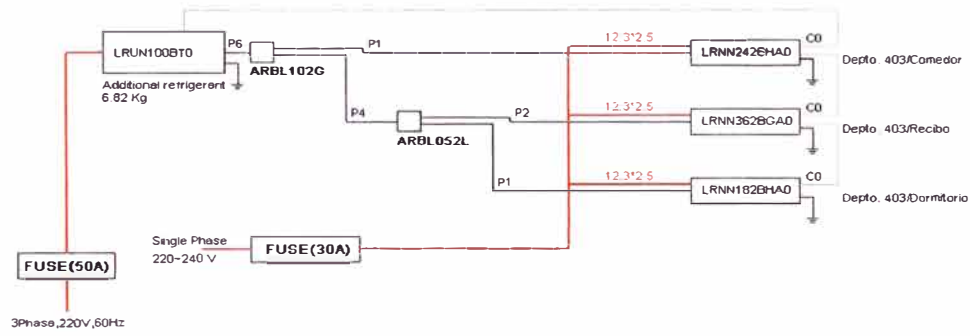 LRUN100BT0
Additional refrigerant
6.82 Kg
P6
ARBL102G
P1
12.3*2.5
LRNN242BHA0
C0
Depto. 403/Comedor
P4
ARBL052L
P2
12.3*2.5
LRNN362BGA0
C0
Depto. 403/Recibo
P1
12.3*2.5
LRNN182BHA0
C0
Depto. 403/Dormitorio
Single Phase
220~240 V
FUSE(30A)
FUSE(50A)
3Phase,220V,60Hz